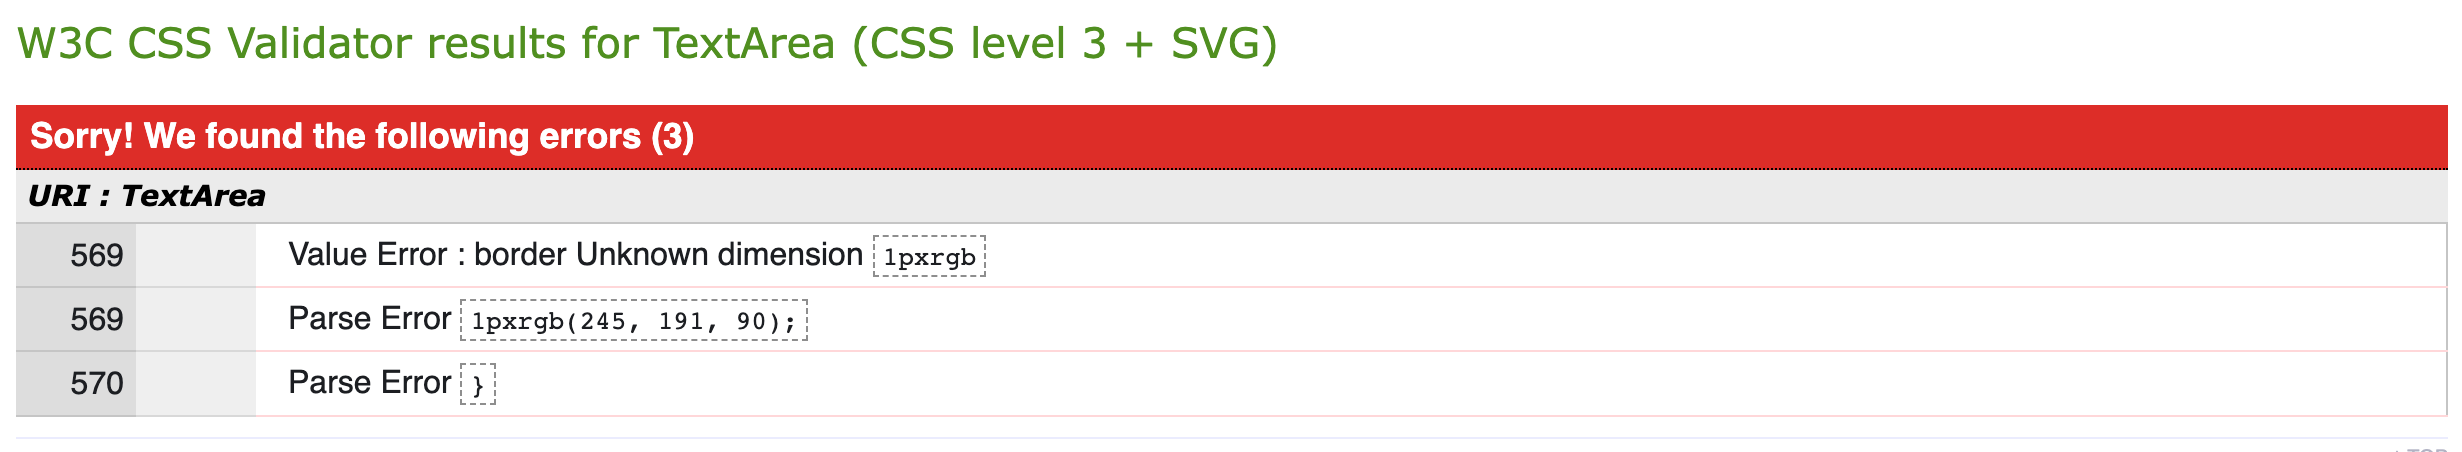 W3C CSS Validator results for TextArea (CSS level 3 + SVG)
Sorry! We found the following errors (3)
URI : TextArea
569 Value Error : border Unknown dimension 1pxrgb
569 Parse Error 1pxrgb(245, 191, 90);
570 Parse Error }